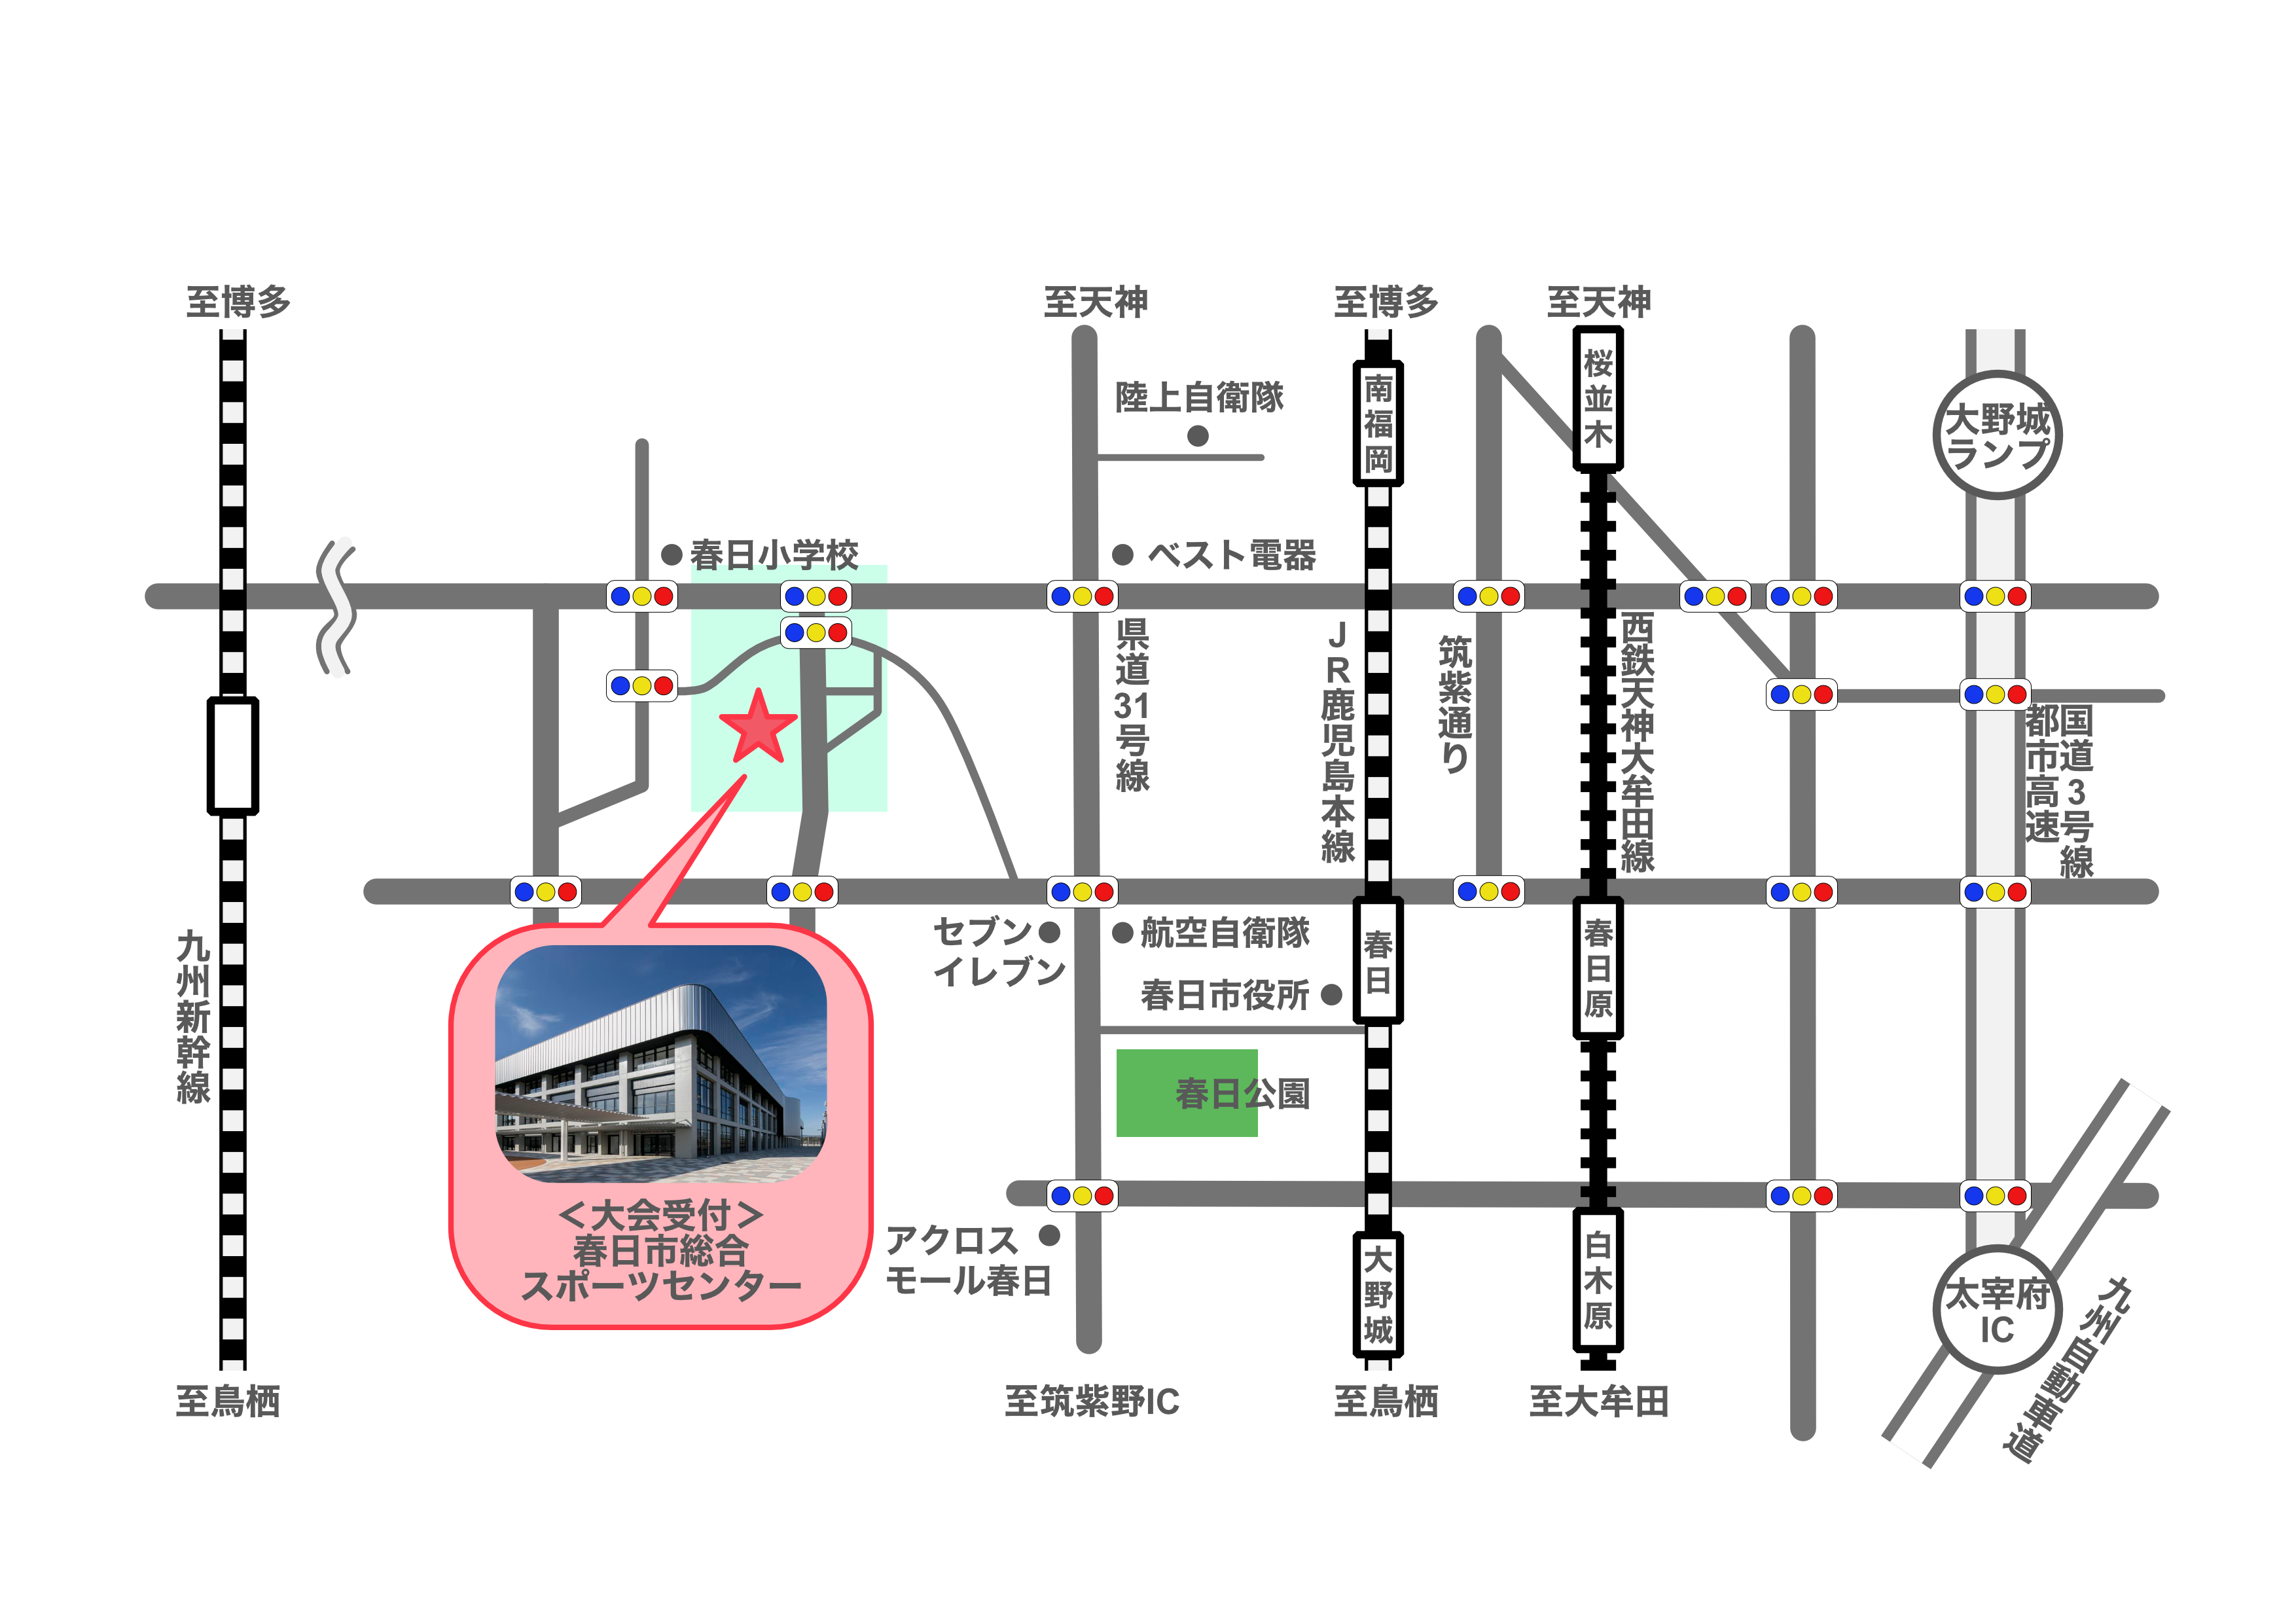 至博多
至天神
至博多
至天神
桜並木
南福岡
陸上自衛隊
大野城
ランプ
春日小学校
ベスト電器
県道31号線
JR鹿児島本線
筑紫通り
西鉄天神大牟田線
国道3号線
都市高速
九州新幹線
セブン
イレブン
航空自衛隊
春日市役所
春日
春日原
春日公園
＜大会受付＞
春日市総合
スポーツセンター
アクロス
モール春日
大野城
白木原
太宰府
IC
九州自動車道
至鳥栖
至筑紫野IC
至鳥栖
至大牟田